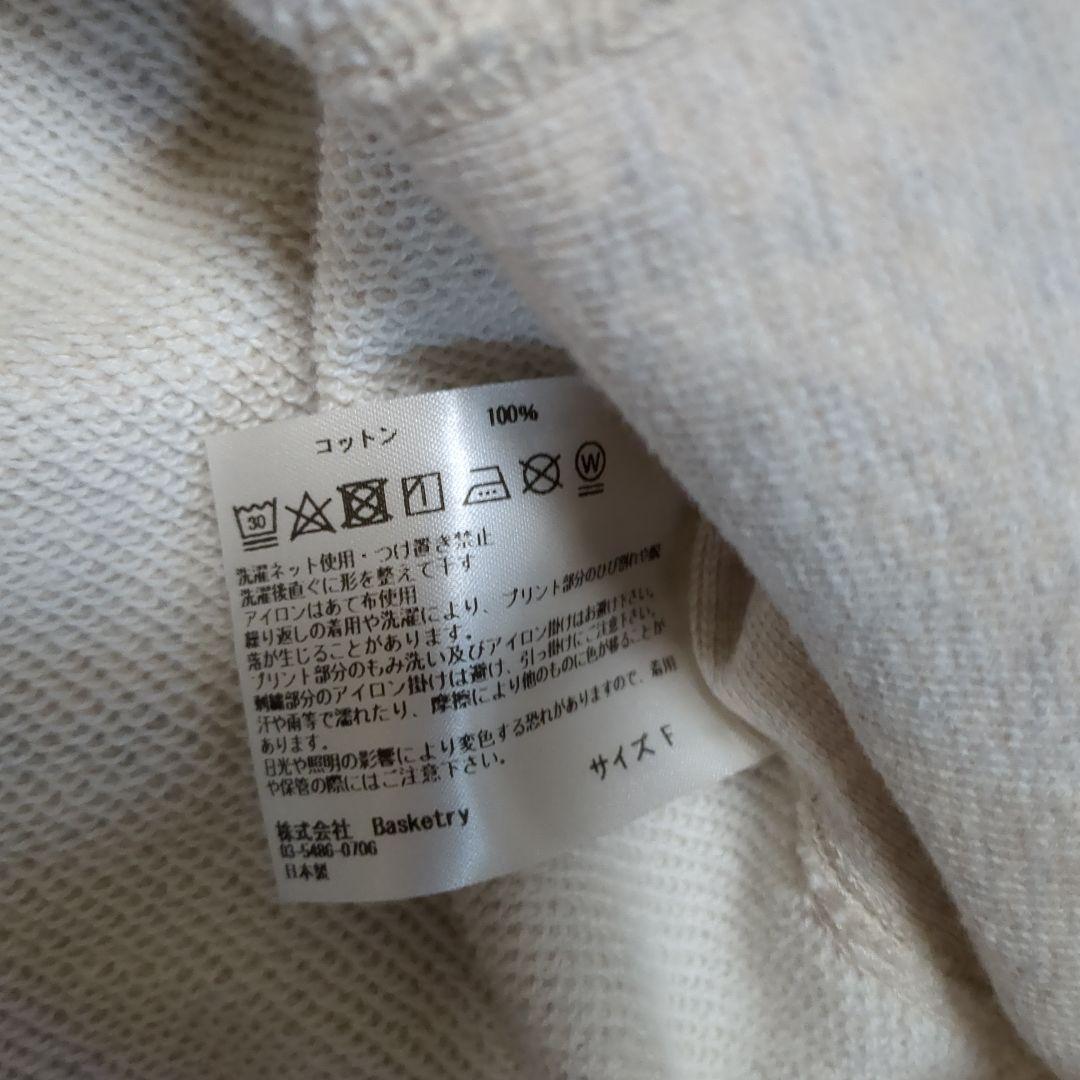 コットン 100%
30 W
洗濯ネット使用・つけ置き禁止
洗濯後直ぐに形を整えて干す
アイロンはあて布使用
繰り返しの着用や洗濯により、プリント部分のひび割れや脱
落が生じることがあります。
プリント部分のもみ洗い及びアイロン掛けはお避け下さい。
刺繍部分のアイロン掛けは避け、引っ掛けにご注意下さい。
汗や雨等で濡れたり、摩擦により他のものに色が移ることが
あります。
日光や照明の影響により変色する恐れがありますので、着用
や保管の際にはご注意下さい。
サイズ F
株式会社 Basketry
03-5486-0706
日本製